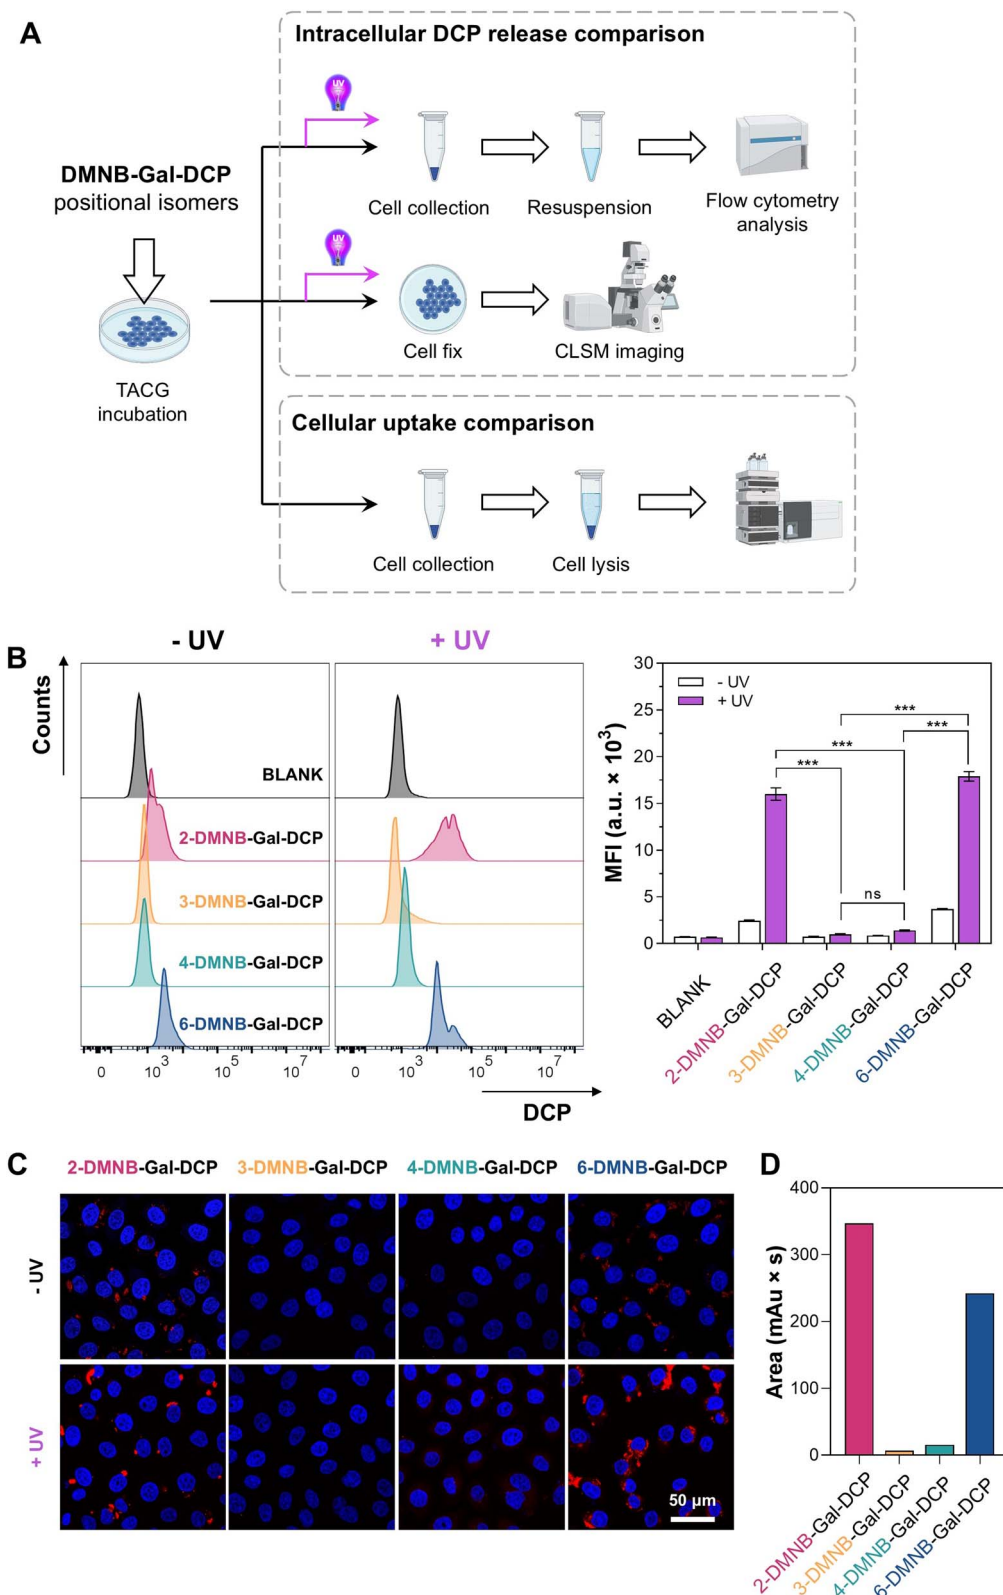 A
Intracellular DCP release comparison
UV
DMNB-Gal-DCP
positional isomers
Cell collection
Resuspension
Flow cytometry
analysis
UV
Cell fix
CLSM imaging
TACG
incubation
Cellular uptake comparison
Cell collection
Cell lysis
B
- UV
+ UV
Counts
BLANK
2-DMNB-Gal-DCP
3-DMNB-Gal-DCP
4-DMNB-Gal-DCP
6-DMNB-Gal-DCP
0 10³ 10⁵ 10⁷
0 10³ 10⁵ 10⁷
DCP
MFI (a.u. × 10³)
30
25
20
15
10
5
0
- UV
+ UV
***
***
***
***
ns
BLANK
2-DMNB-Gal-DCP
3-DMNB-Gal-DCP
4-DMNB-Gal-DCP
6-DMNB-Gal-DCP
C
2-DMNB-Gal-DCP 3-DMNB-Gal-DCP 4-DMNB-Gal-DCP 6-DMNB-Gal-DCP
- UV
+ UV
50 µm
D
Area (mAu × s)
400
300
200
100
0
2-DMNB-Gal-DCP
3-DMNB-Gal-DCP
4-DMNB-Gal-DCP
6-DMNB-Gal-DCP